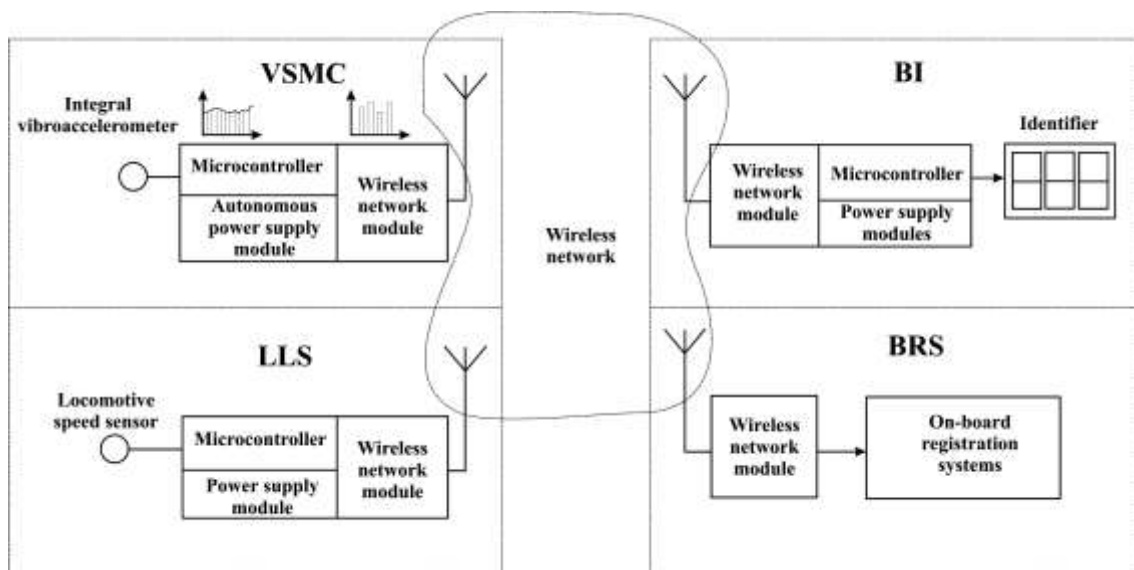 VSMC
Integral
vibroaccelerometer
Microcontroller
Autonomous
power supply
module
Wireless
network
module
Wireless
network
BI
Identifier
Wireless
network
module
Microcontroller
Power supply
modules
LLS
Locomotive
speed sensor
Microcontroller
Power supply
module
Wireless
network
module
BRS
Wireless
network
module
On-board
registration
systems